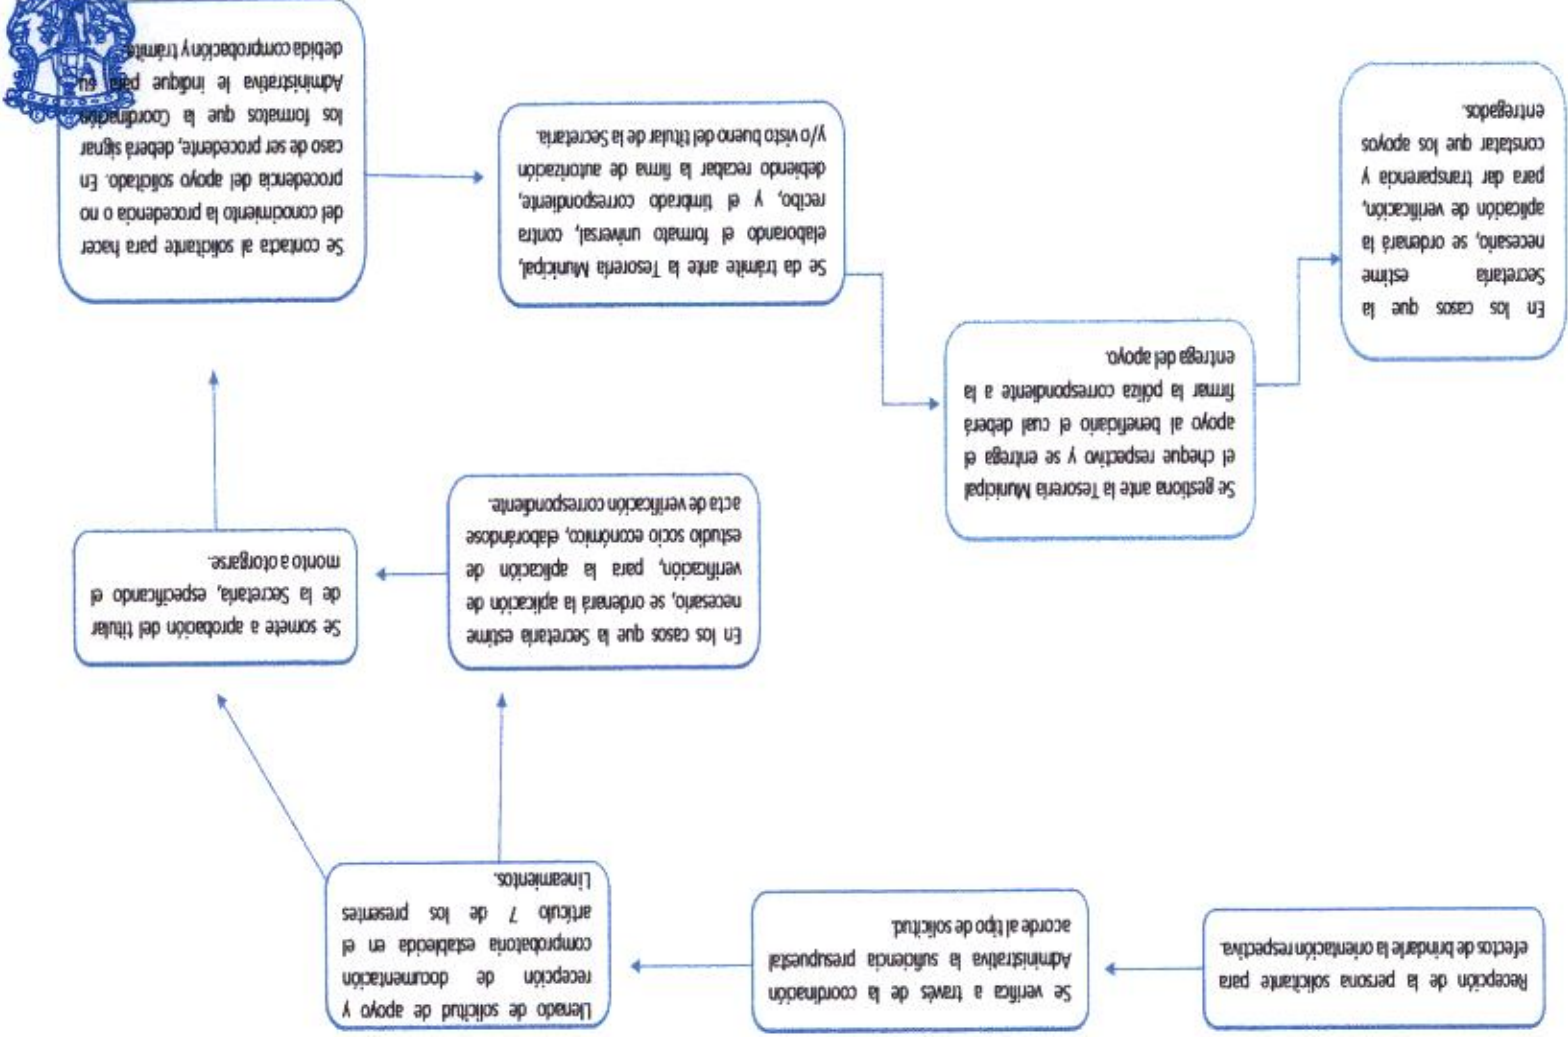 Recepción de la persona solicitante para
efectos de brindarle la orientación respectiva.
Se verifica a través de la coordinación
Administrativa la suficiencia presupuestal
acorde al tipo de solicitud.
Llenado de solicitud de apoyo y
recepción de documentación
comprobatoria establecida en el
artículo 7 de los presentes
Lineamientos.
En los casos que la Secretaría estime
necesario, se ordenará la aplicación de
verificación, para la aplicación de
estudio socio económico, elaborándose
acta de verificación correspondiente.
Se somete a aprobación del titular
de la Secretaría, especificando el
monto a otorgarse.
Se contacta al solicitante para hacer
del conocimiento la procedencia o no
procedencia del apoyo solicitado. En
caso de ser procedente, deberá signar
los formatos que la Coordinación
Administrativa le indique para su
debida comprobación y trámite.
Se da trámite ante la Tesorería Municipal,
elaborando el formato universal, contra
recibo, y el timbrado correspondiente,
debiendo recabar la firma de autorización
y/o visto bueno del titular de la Secretaría.
Se gestiona ante la Tesorería Municipal
el cheque respectivo y se entrega el
apoyo al beneficiario el cual deberá
firmar la póliza correspondiente a la
entrega del apoyo.
En los casos que la
Secretaría estime
necesario, se ordenará la
aplicación de verificación,
para dar transparencia y
constatar que los apoyos
entregados.